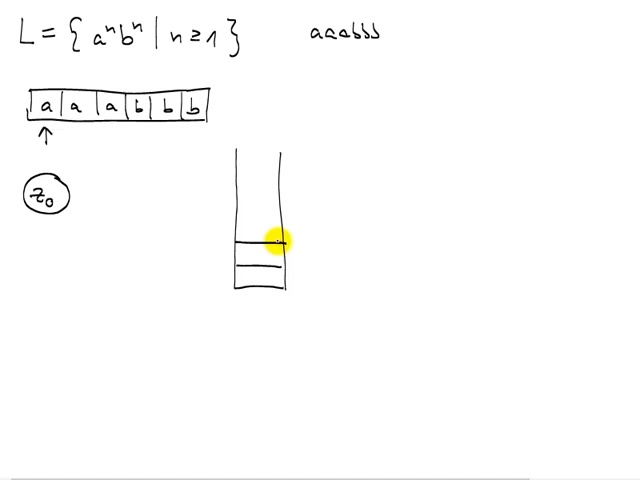 L = { aⁿbⁿ | n ≥ 1 } aaabbb
a a a b b b
z₀